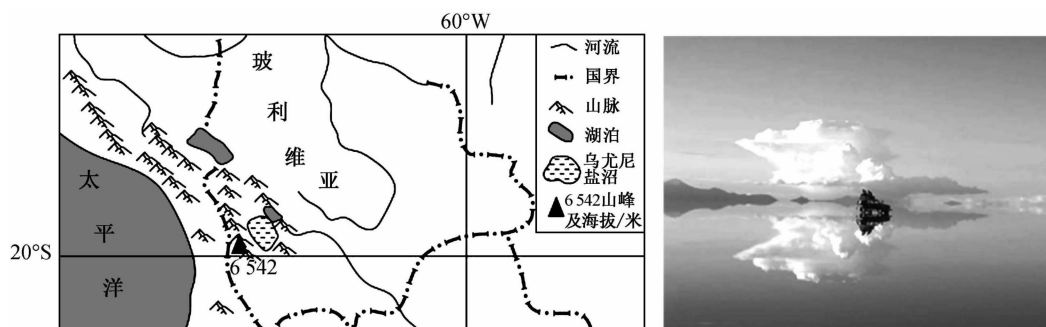 60°W
玻
利
维
亚
太
平
洋
20°S
6 542
河流
国界
山脉
湖泊
乌尤尼
盐沼
6 542山峰
及海拔/米